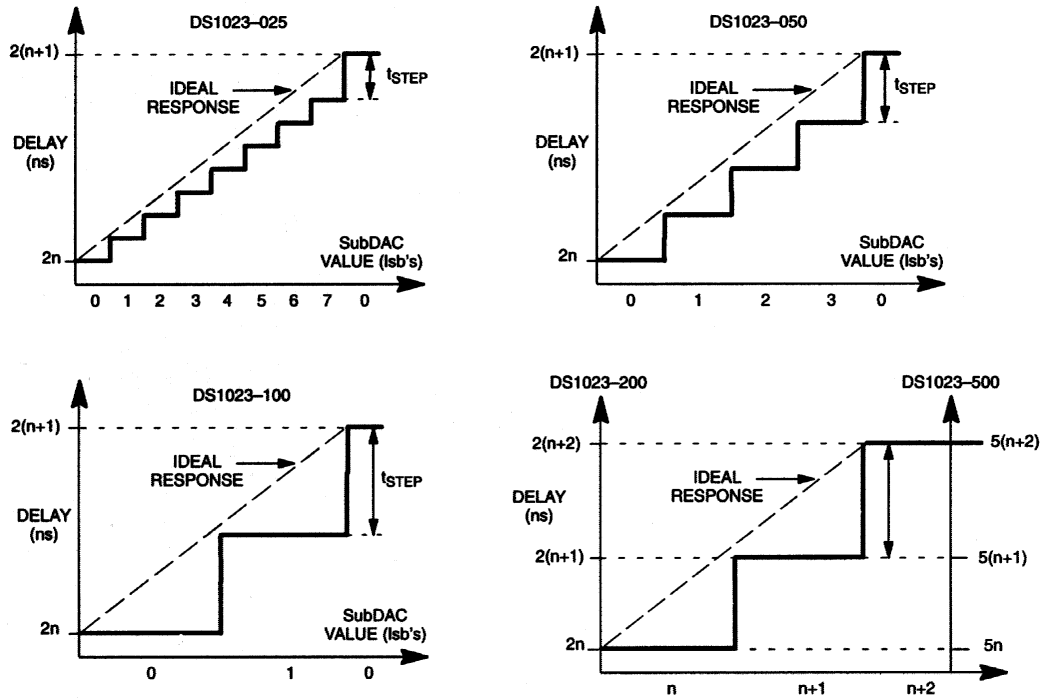 DS1023–025
2(n+1)
IDEAL
RESPONSE
tSTEP
DELAY
(ns)
2n
SubDAC
VALUE (lsb's)
0 1 2 3 4 5 6 7 0
DS1023–050
2(n+1)
IDEAL
RESPONSE
tSTEP
DELAY
(ns)
2n
SubDAC
VALUE (lsb's)
0 1 2 3 0
DS1023–100
2(n+1)
IDEAL
RESPONSE
tSTEP
DELAY
(ns)
2n
SubDAC
VALUE (lsb's)
0 1 0
DS1023–200 DS1023–500
2(n+2) 5(n+2)
IDEAL
RESPONSE
DELAY
(ns)
2(n+1) 5(n+1)
2n 5n
n n+1 n+2